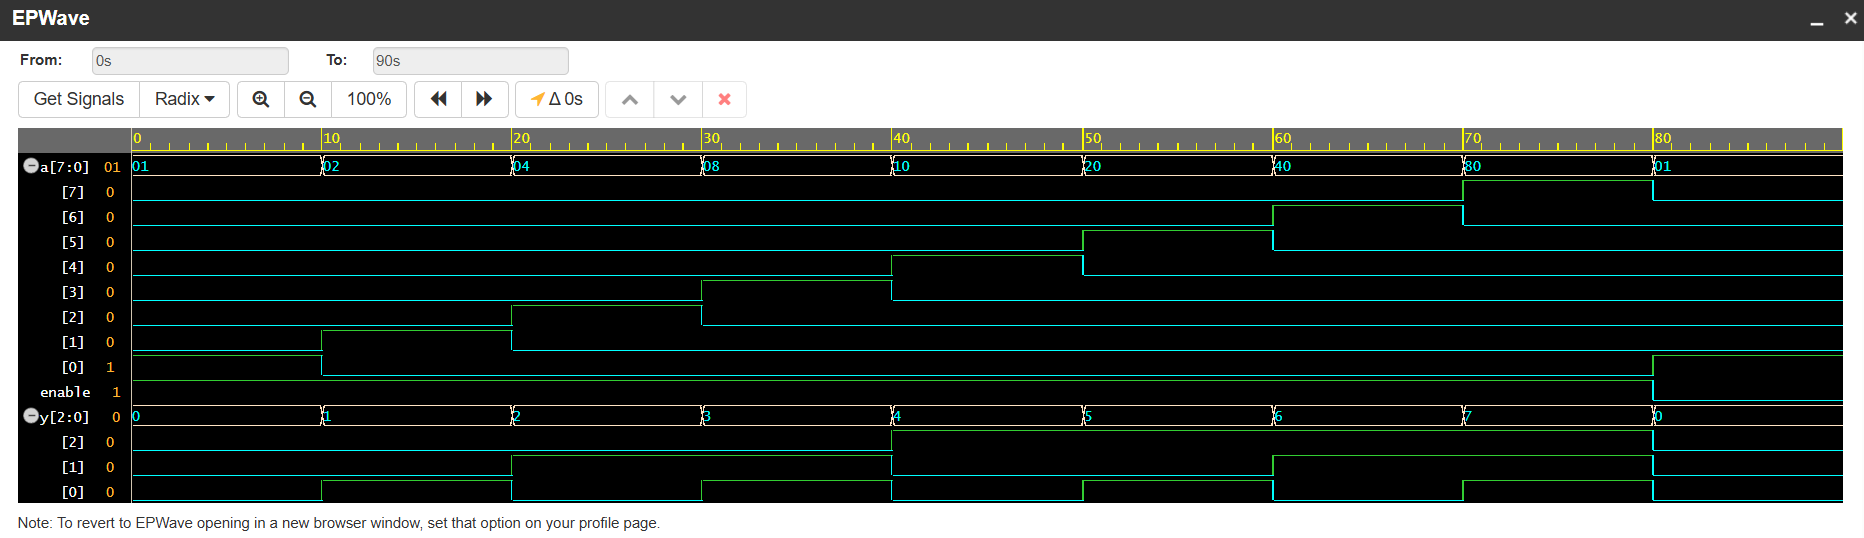 EPWave
From: 0s To: 90s
Get Signals Radix 100% Δ 0s
0 10 20 30 40 50 60 70 80
a[7:0] 01 01 02 04 08 10 20 40 80 01
[7] 0
[6] 0
[5] 0
[4] 0
[3] 0
[2] 0
[1] 0
[0] 1
enable 1
y[2:0] 0 0 1 2 3 4 5 6 7 0
[2] 0
[1] 0
[0] 0
Note: To revert to EPWave opening in a new browser window, set that option on your profile page.